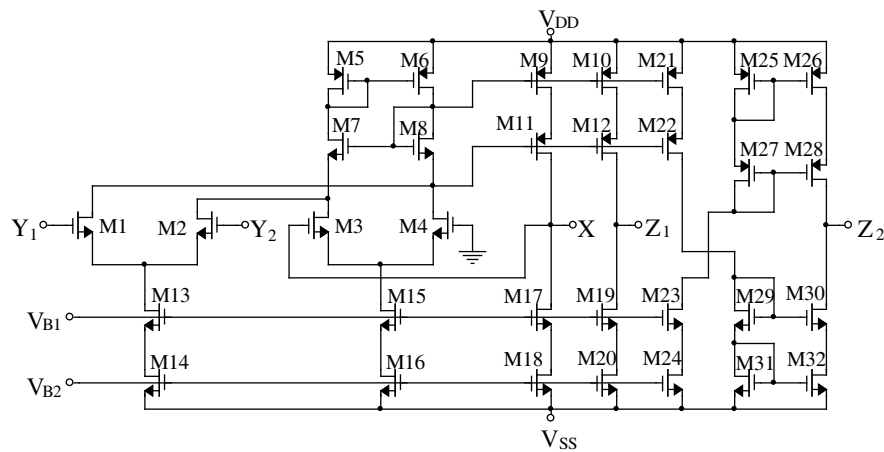 VDD
M5 M6 M9 M10 M21 M25 M26
M7 M8 M11 M12 M22 M27 M28
Y1 M1 M2 Y2 M3 M4 X Z1 Z2
M13 M15 M17 M19 M23 M29 M30
VB1
M14 M16 M18 M20 M24 M31 M32
VB2
VSS